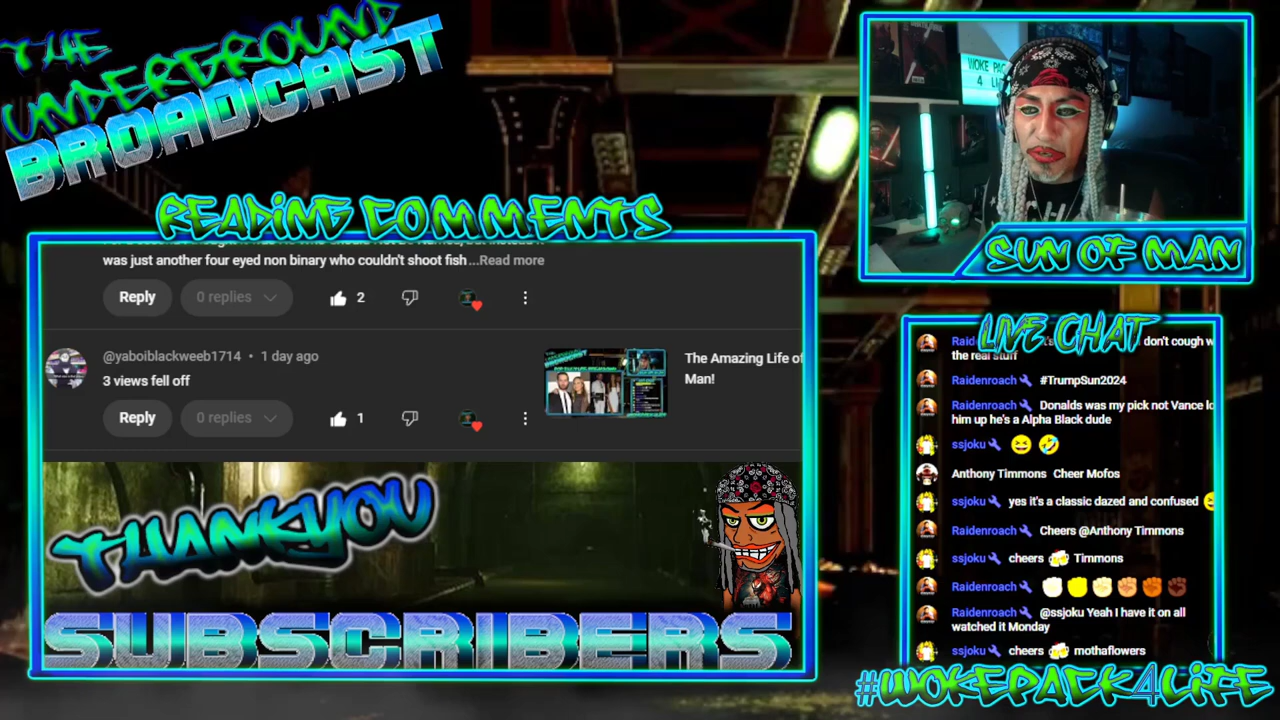 THE
UNDERGROUND
BROADCAST
READING COMMENTS
was just another four eyed non binary who couldn't shoot fish ...Read more
Reply
0 replies
2
@yaboiblackweeb1714 • 1 day ago
3 views fell off
Reply
0 replies
1
The Amazing Life of
Man!
THANKYOU
SUBSCRIBERS
WOKE PAC
4 LI
SUN OF MAN
LIVE CHAT
don't cough w
the real stuff
Raidenroach #TrumpSun2024
Raidenroach Donalds was my pick not Vance lo
him up he's a Alpha Black dude
ssjoku 😆 🤣
Anthony Timmons Cheer Mofos
ssjoku yes it's a classic dazed and confused
Raidenroach Cheers @Anthony Timmons
ssjoku cheers 🍻 Timmons
Raidenroach ✊🏻 ✊ ✊🏼 ✊🏽 ✊🏾 ✊🏿
Raidenroach @ssjoku Yeah I have it on all
watched it Monday
ssjoku cheers 🍻 mothaflowers
#WOKEPACK4LIFE